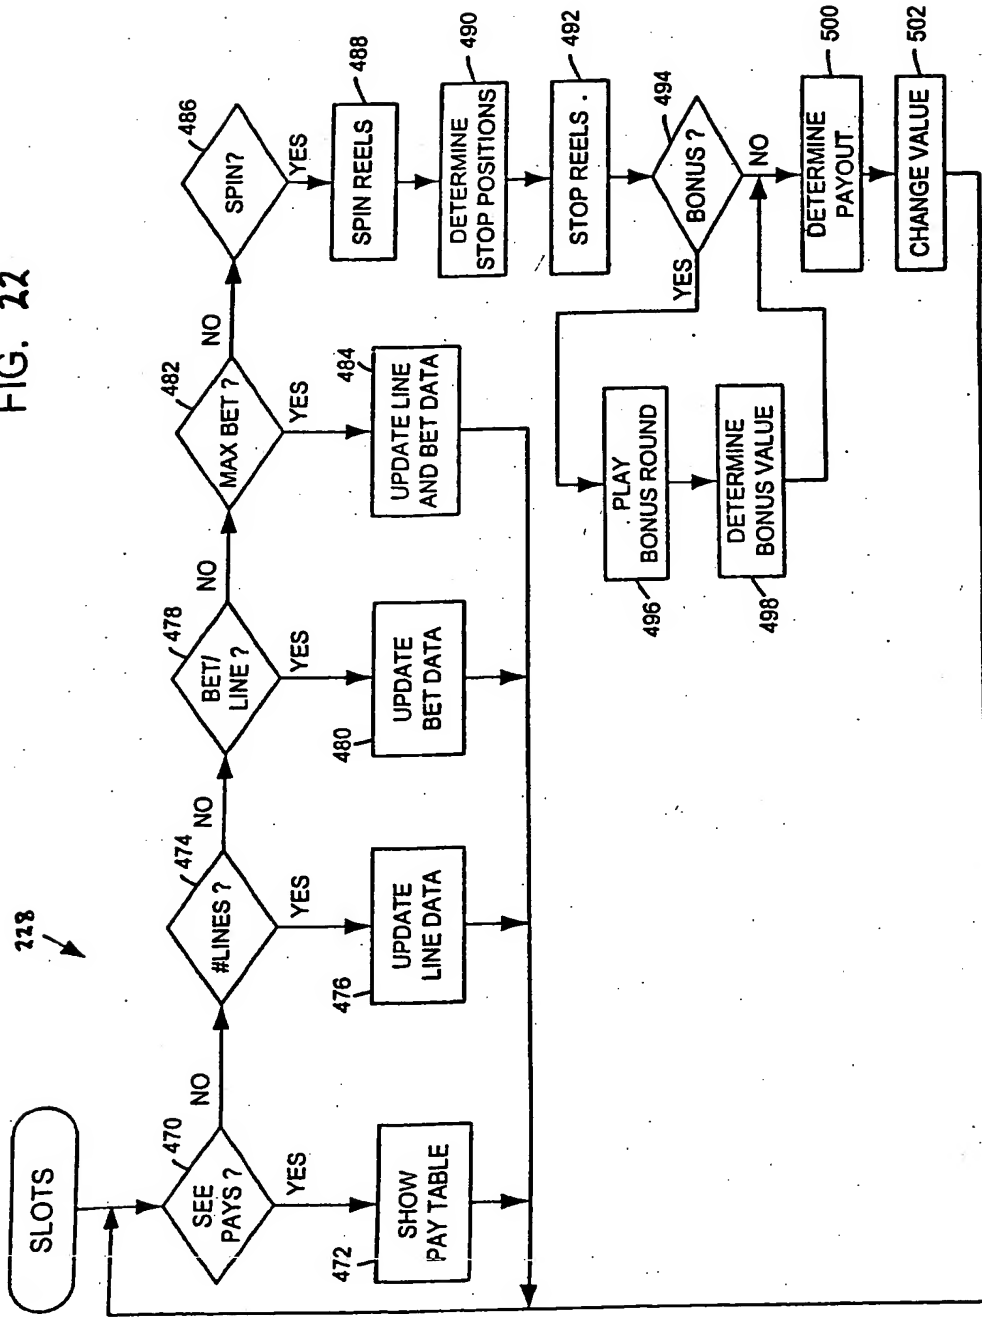 FIG. 22
228
SLOTS
470
SEE
PAYS ?
NO
YES
472
SHOW
PAY TABLE
474
#LINES ?
NO
YES
476
UPDATE
LINE DATA
478
BET/
LINE ?
NO
YES
480
UPDATE
BET DATA
482
MAX BET ?
NO
YES
484
UPDATE LINE
AND BET DATA
486
SPIN?
YES
488
SPIN REELS
490
DETERMINE
STOP POSITIONS
492
STOP REELS .
494
BONUS ?
YES
NO
496
PLAY
BONUS ROUND
498
DETERMINE
BONUS VALUE
500
DETERMINE
PAYOUT
502
CHANGE VALUE